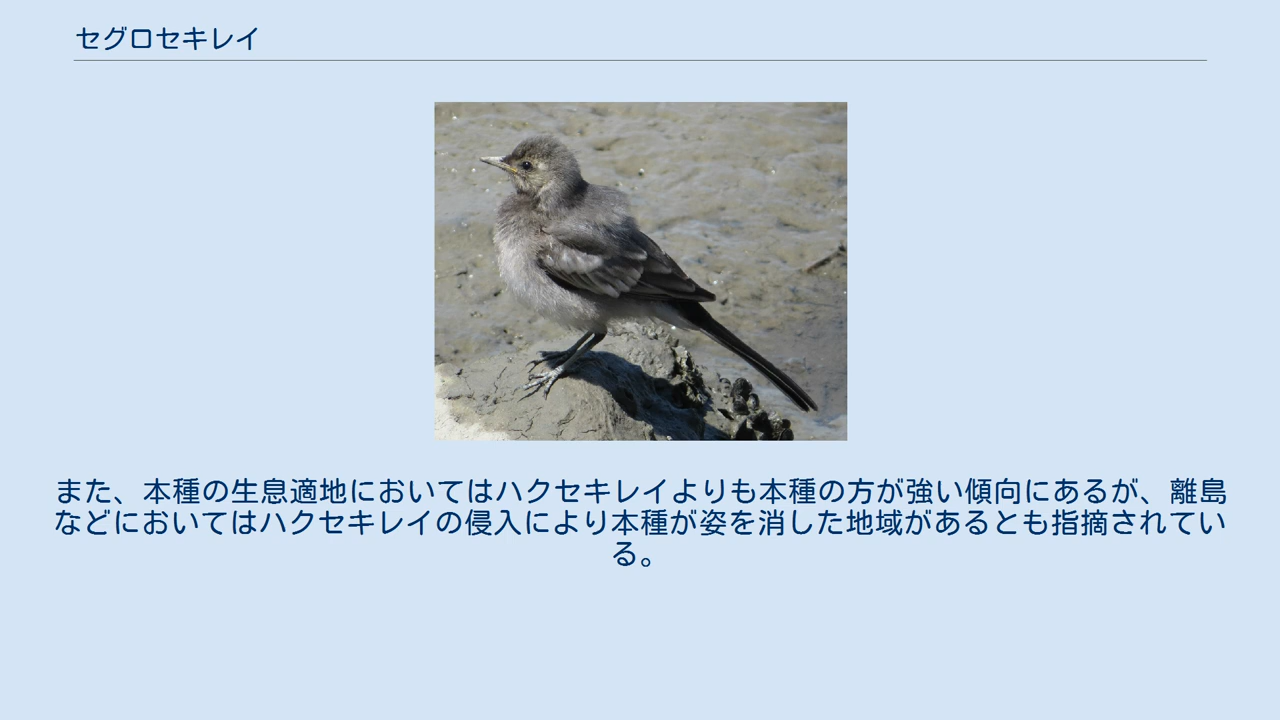 セグロセキレイ
また、本種の生息適地においてはハクセキレイよりも本種の方が強い傾向にあるが、離島
などにおいてはハクセキレイの侵入により本種が姿を消した地域があるとも指摘されてい
る。